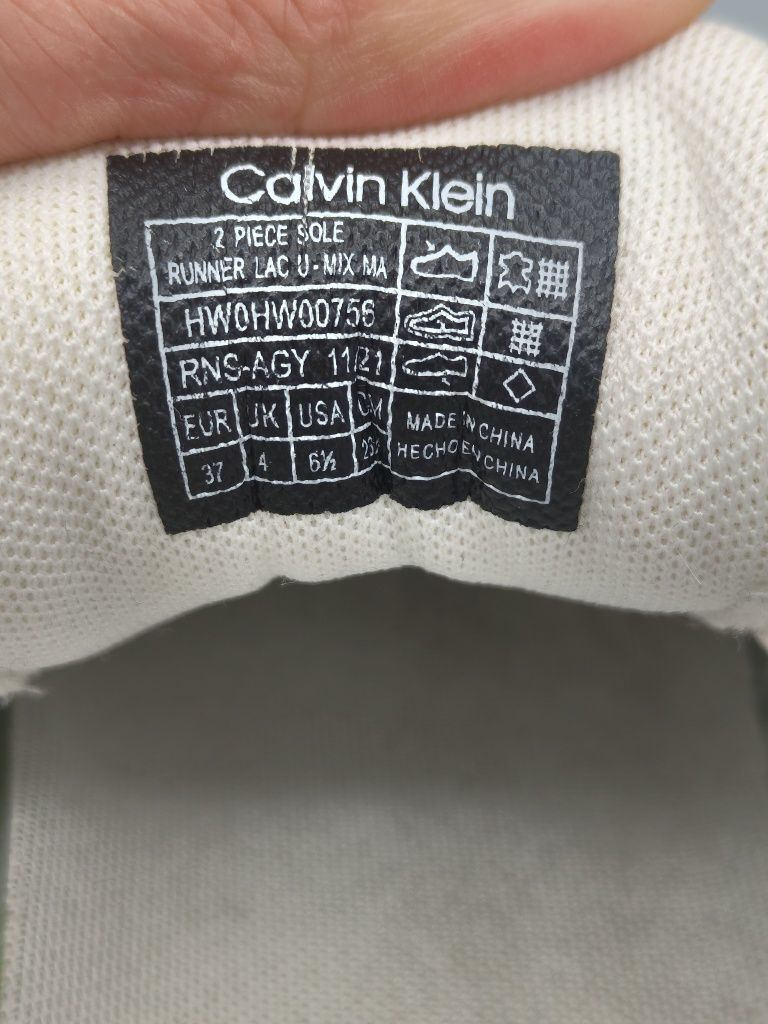 Calvin Klein
2 PIECE SOLE
RUNNER LAC U-MIX MA
HW0HW00756
RNS-AGY 11/21
EUR UK USA CM
37 4 6½
MADE IN CHINA
HECHO EN CHINA